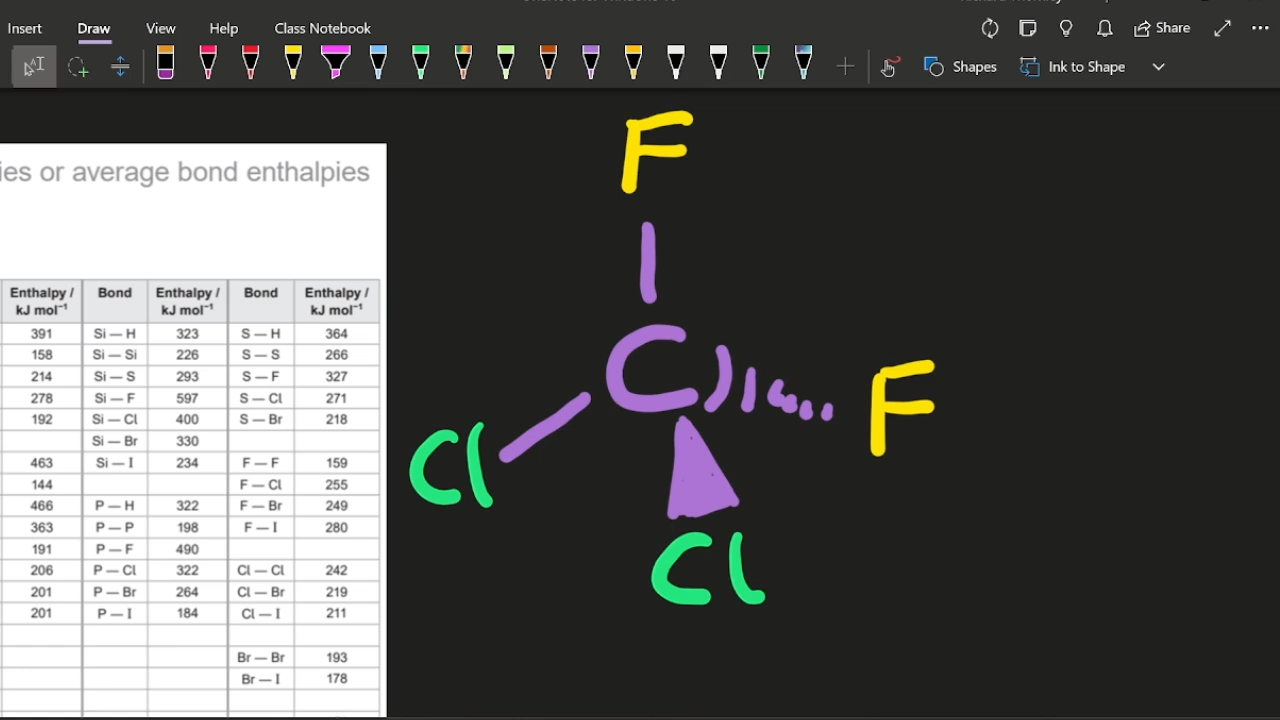 Insert Draw View Help Class Notebook Share
Shapes Ink to Shape
ies or average bond enthalpies
Enthalpy / kJ mol⁻¹ Bond Enthalpy / kJ mol⁻¹ Bond Enthalpy / kJ mol⁻¹
391 Si — H 323 S — H 364
158 Si — Si 226 S — S 266
214 Si — S 293 S — F 327
278 Si — F 597 S — Cl 271
192 Si — Cl 400 S — Br 218
Si — Br 330
463 Si — I 234 F — F 159
144 F — Cl 255
466 P — H 322 F — Br 249
363 P — P 198 F — I 280
191 P — F 490
206 P — Cl 322 Cl — Cl 242
201 P — Br 264 Cl — Br 219
201 P — I 184 Cl — I 211
Br — Br 193
Br — I 178
F
C
F
Cl
Cl